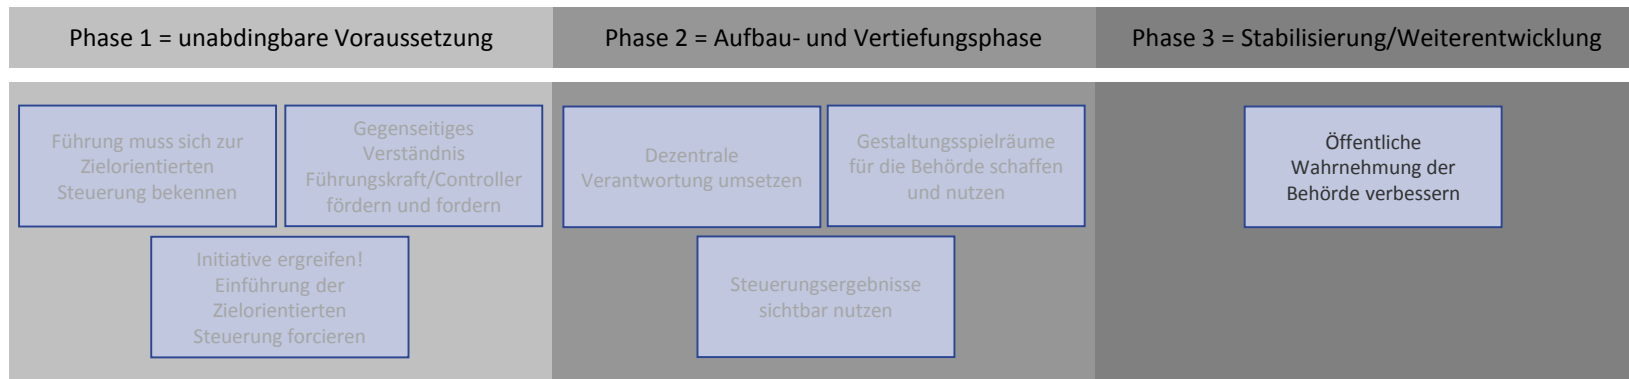 Phase 1 = unabdingbare Voraussetzung
Phase 2 = Aufbau- und Vertiefungsphase
Phase 3 = Stabilisierung/Weiterentwicklung
Führung muss sich zur
Zielorientierten
Steuerung bekennen
Gegenseitiges
Verständnis
Führungskraft/Controller
fördern und fordern
Initiative ergreifen!
Einführung der
Zielorientierten
Steuerung forcieren
Dezentrale
Verantwortung umsetzen
Gestaltungsspielräume
für die Behörde schaffen
und nutzen
Steuerungsergebnisse
sichtbar nutzen
Öffentliche
Wahrnehmung der
Behörde verbessern